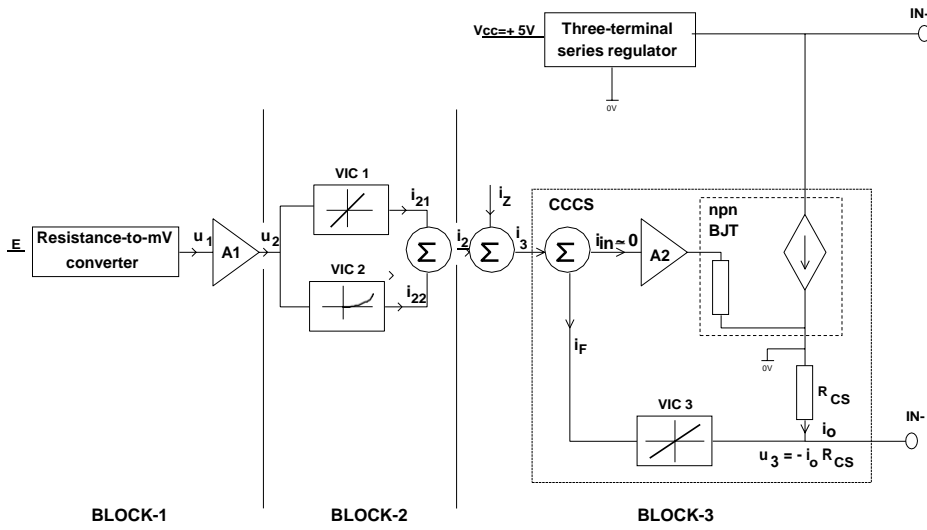 Vcc=+ 5V
Three-terminal
series regulator
IN-
0V
VIC 1
i21
npn
BJT
CCCS
iZ
E
Resistance-to-mV
converter
u1
A1
u2
Σ
i2
Σ
i3
Σ
iin≃0
A2
VIC 2
i22
iF
0V
RCS
VIC 3
io
IN-
u3 = - io RCS
BLOCK-1
BLOCK-2
BLOCK-3